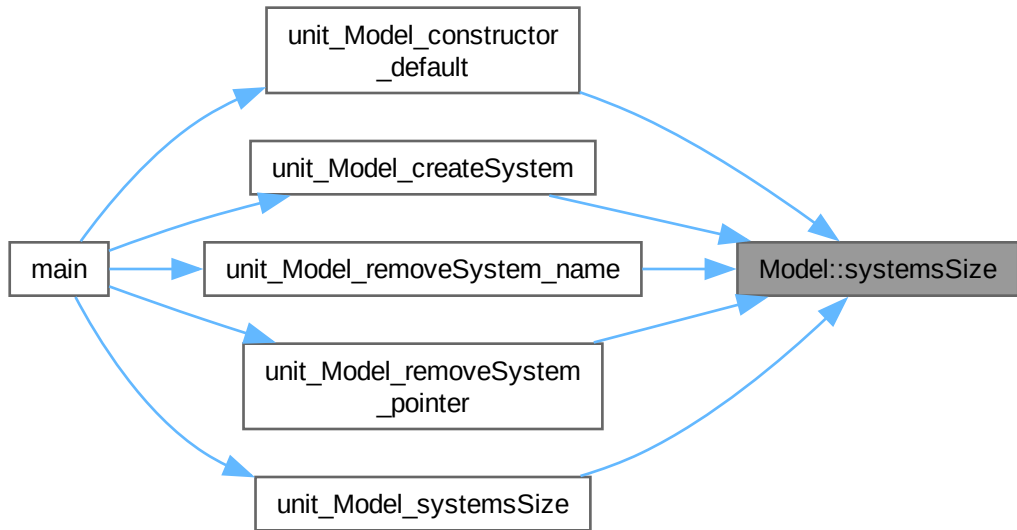 unit_Model_constructor
_default
unit_Model_createSystem
main
unit_Model_removeSystem_name
Model::systemsSize
unit_Model_removeSystem
_pointer
unit_Model_systemsSize